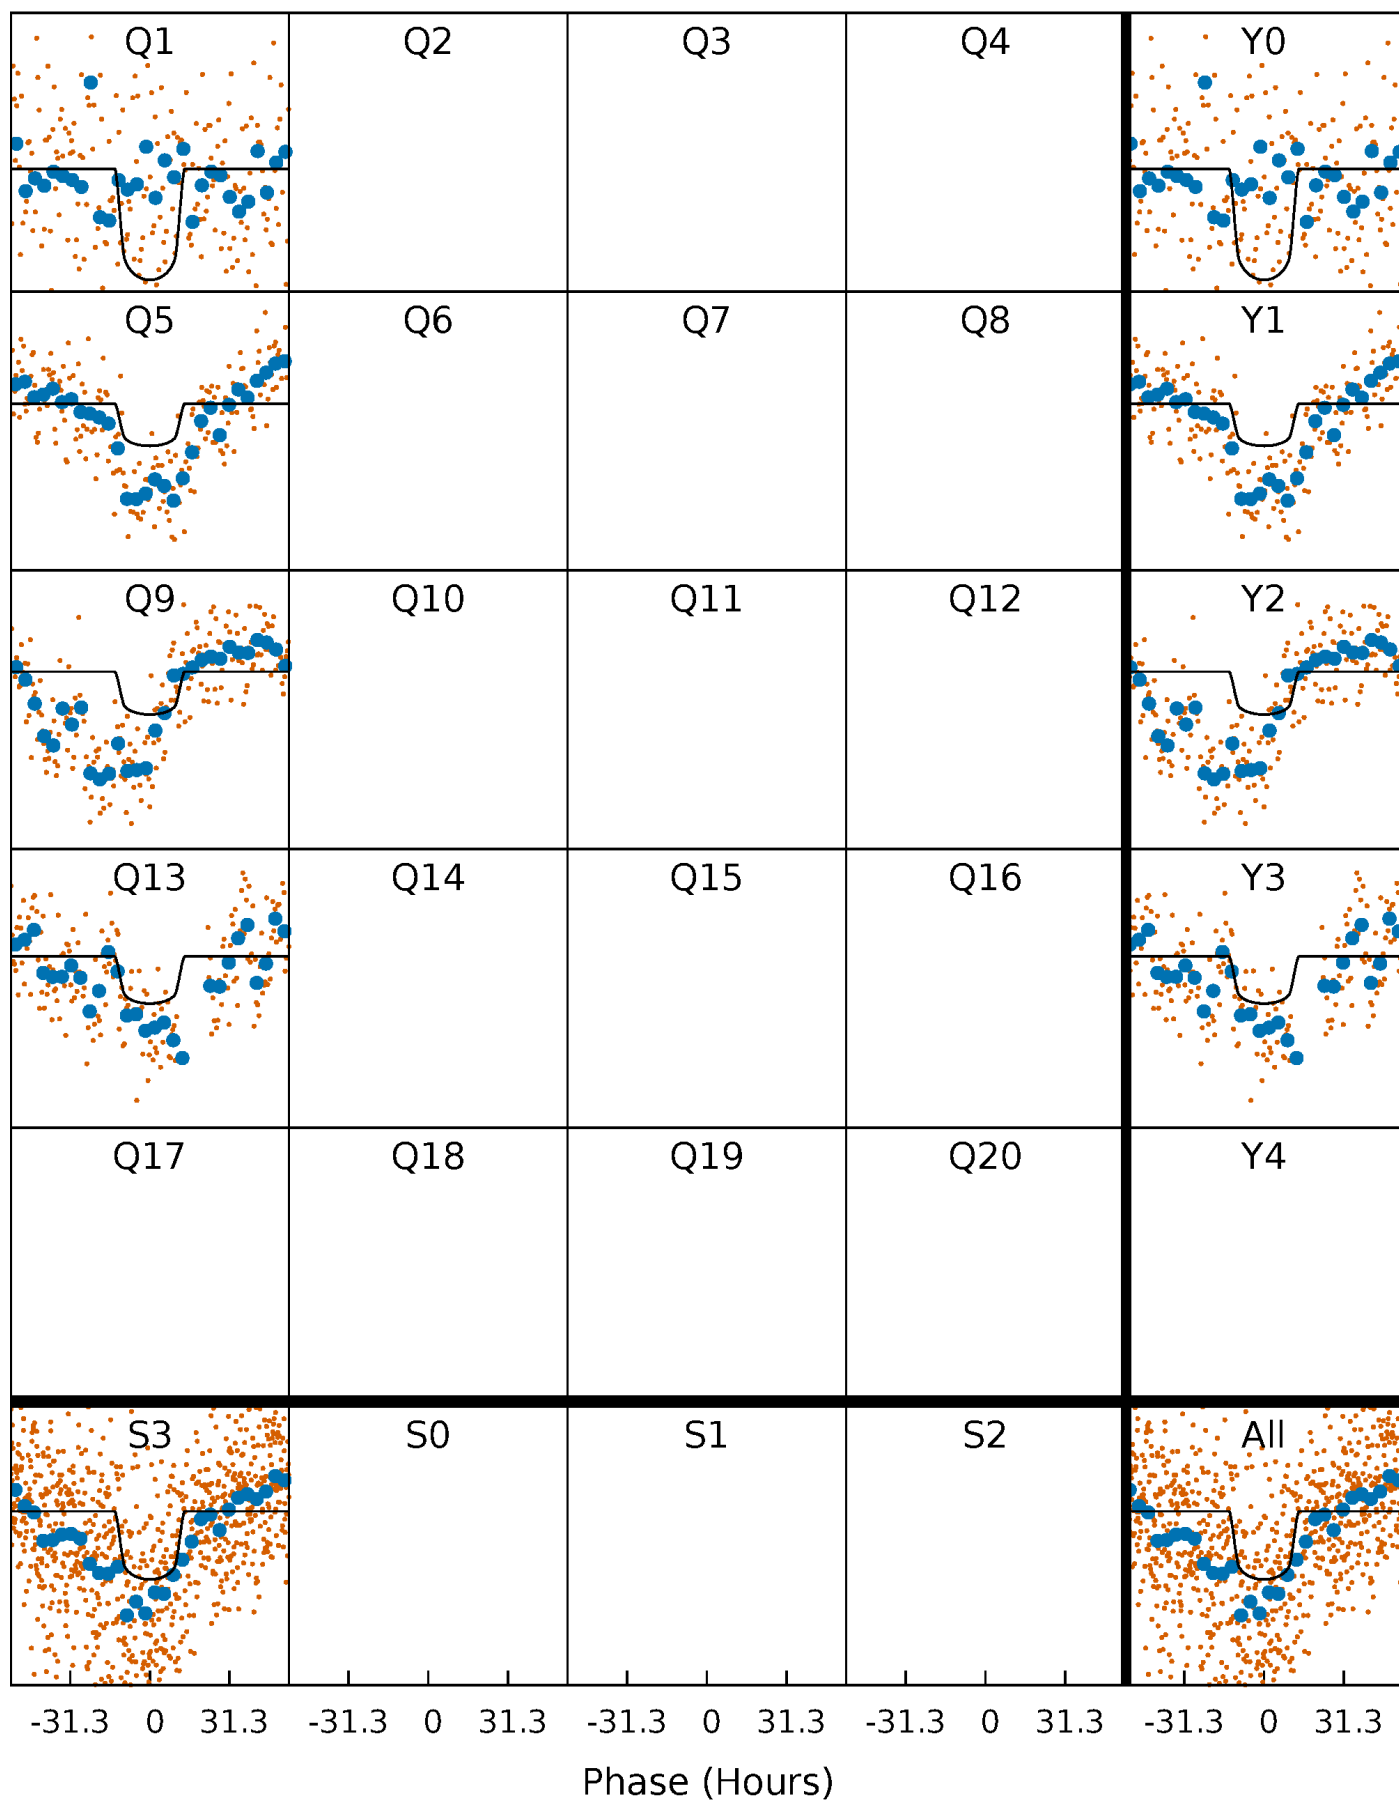 Q1 Q2 Q3 Q4 Y0
Q5 Q6 Q7 Q8 Y1
Q9 Q10 Q11 Q12 Y2
Q13 Q14 Q15 Q16 Y3
Q17 Q18 Q19 Q20 Y4
S3 S0 S1 S2 All
-31.3 0 31.3 -31.3 0 31.3 -31.3 0 31.3 -31.3 0 31.3 -31.3 0 31.3
Phase (Hours)